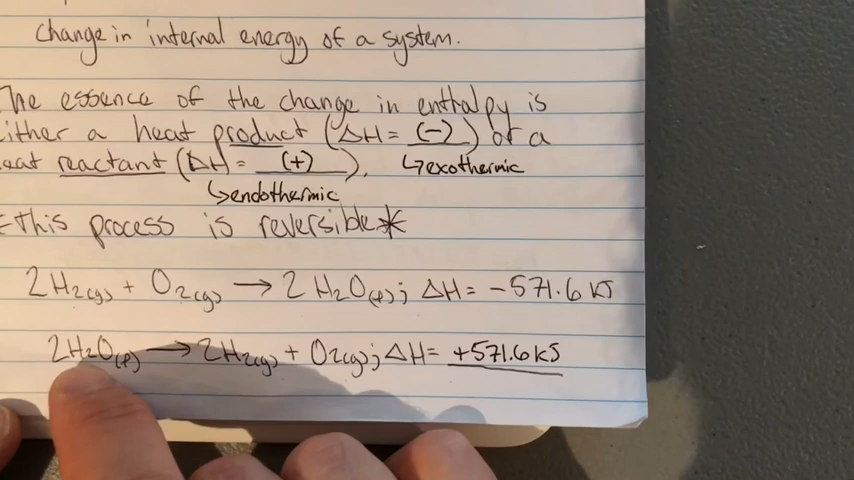 change in internal energy of a system.
The essence of the change in enthalpy is
either a heat product (ΔH = (-) ) or a
heat reactant (ΔH = (+) ). ↳exothermic
↳endothermic
this process is reversible*
2H₂(g) + O₂(g) → 2 H₂O(ℓ); ΔH = -571.6 kJ
2H₂O(ℓ) → 2H₂(g) + O₂(g); ΔH = +571.6 kJ